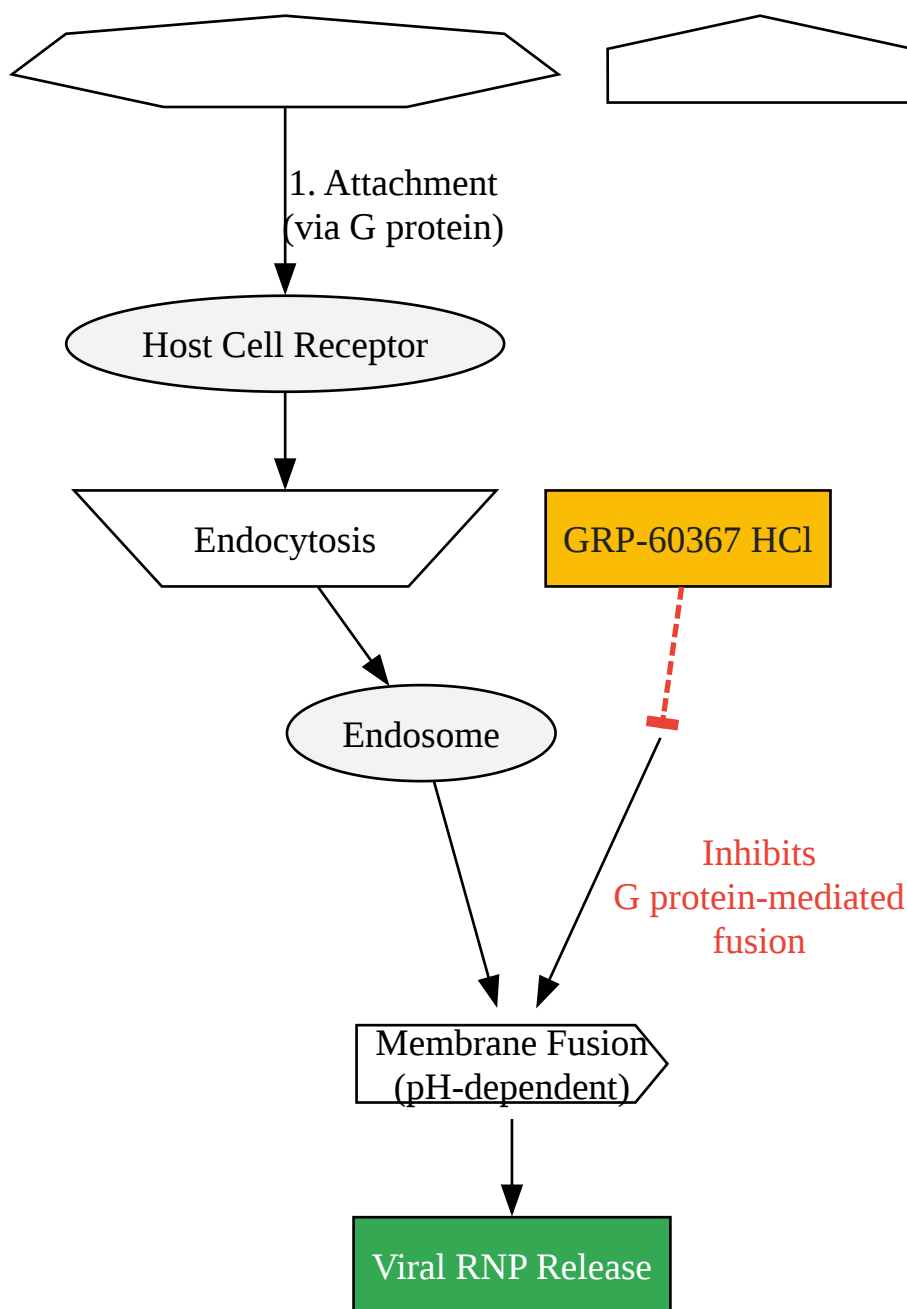 1. Attachment
(via G protein)
Host Cell Receptor
Endocytosis
GRP-60367 HCl
Endosome
Inhibits
G protein-mediated
fusion
Membrane Fusion
(pH-dependent)
Viral RNP Release